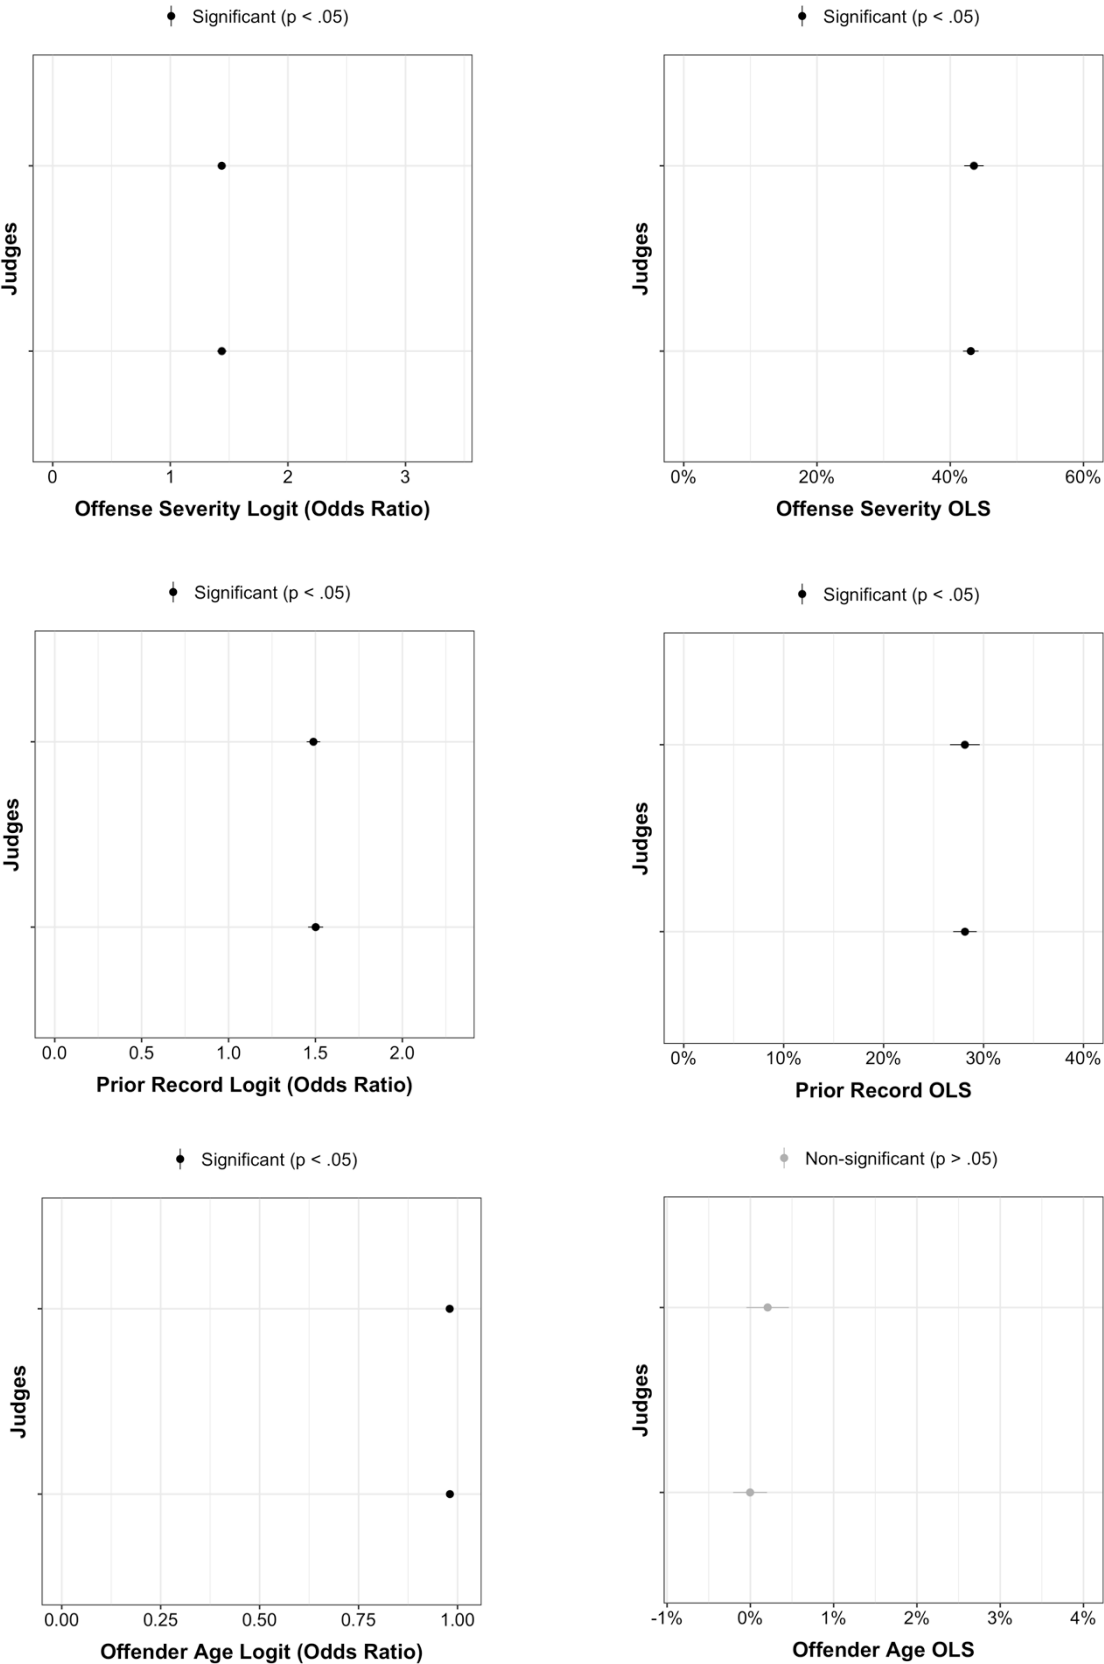 Significant (p < .05)
Significant (p < .05)
Judges
Judges
0 1 2 3
0% 20% 40% 60%
Offense Severity Logit (Odds Ratio)
Offense Severity OLS
Significant (p < .05)
Significant (p < .05)
Judges
Judges
0.0 0.5 1.0 1.5 2.0
0% 10% 20% 30% 40%
Prior Record Logit (Odds Ratio)
Prior Record OLS
Significant (p < .05)
Non-significant (p > .05)
Judges
Judges
0.00 0.25 0.50 0.75 1.00
-1% 0% 1% 2% 3% 4%
Offender Age Logit (Odds Ratio)
Offender Age OLS